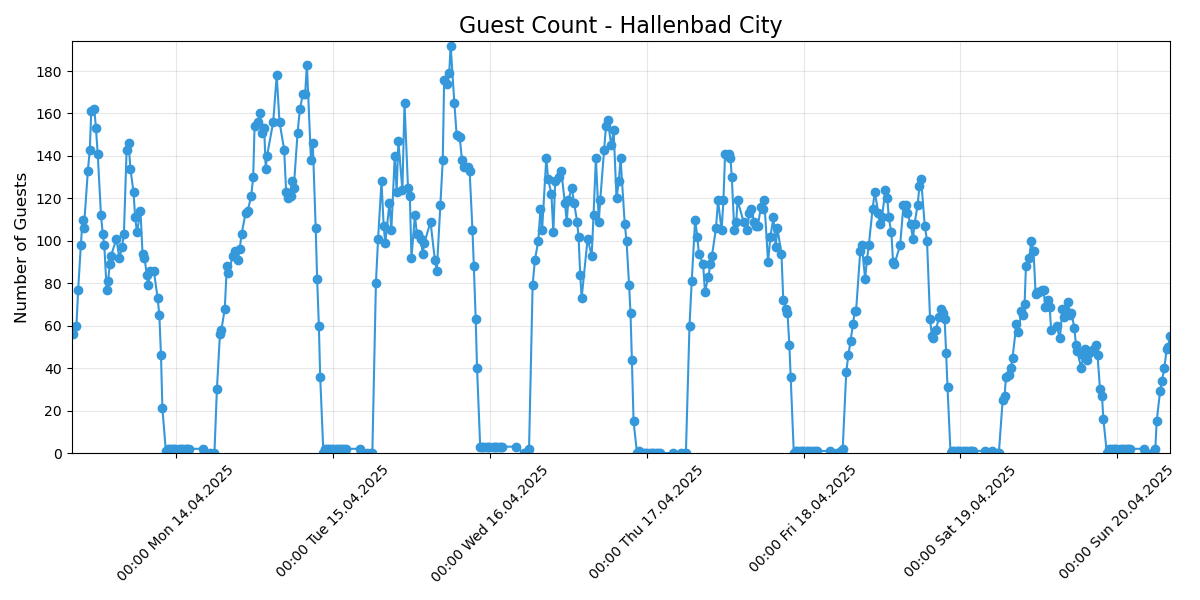 Guest Count - Hallenbad City
Number of Guests
180
160
140
120
100
80
60
40
20
0
00:00 Mon 14.04.2025
00:00 Tue 15.04.2025
00:00 Wed 16.04.2025
00:00 Thu 17.04.2025
00:00 Fri 18.04.2025
00:00 Sat 19.04.2025
00:00 Sun 20.04.2025